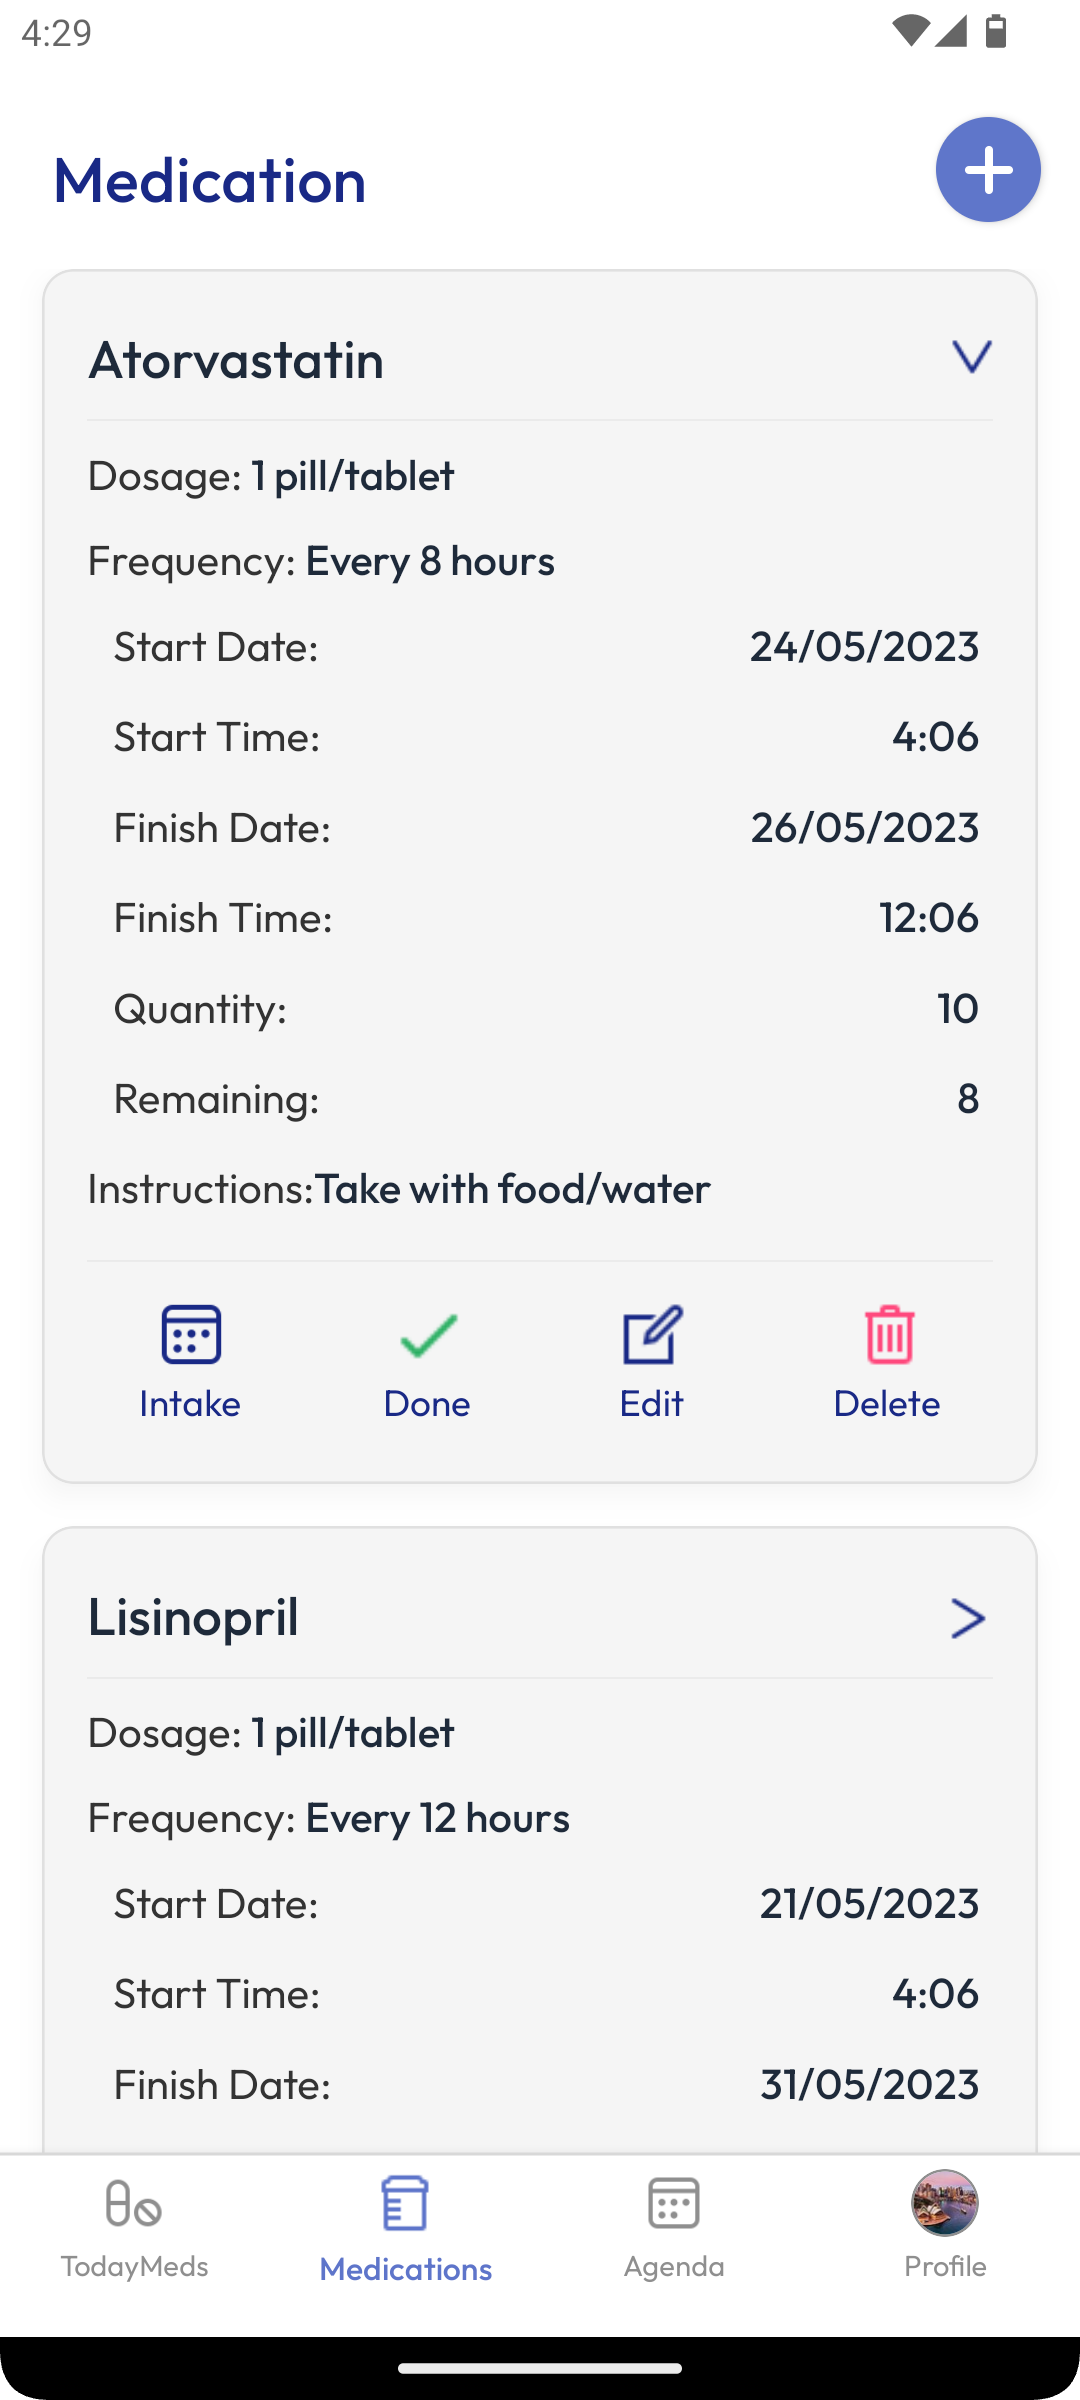 4:29
Medication
Atorvastatin
Dosage: 1 pill/tablet
Frequency: Every 8 hours
Start Date: 24/05/2023
Start Time: 4:06
Finish Date: 26/05/2023
Finish Time: 12:06
Quantity: 10
Remaining: 8
Instructions:Take with food/water
Intake Done Edit Delete
Lisinopril
Dosage: 1 pill/tablet
Frequency: Every 12 hours
Start Date: 21/05/2023
Start Time: 4:06
Finish Date: 31/05/2023
TodayMeds Medications Agenda Profile